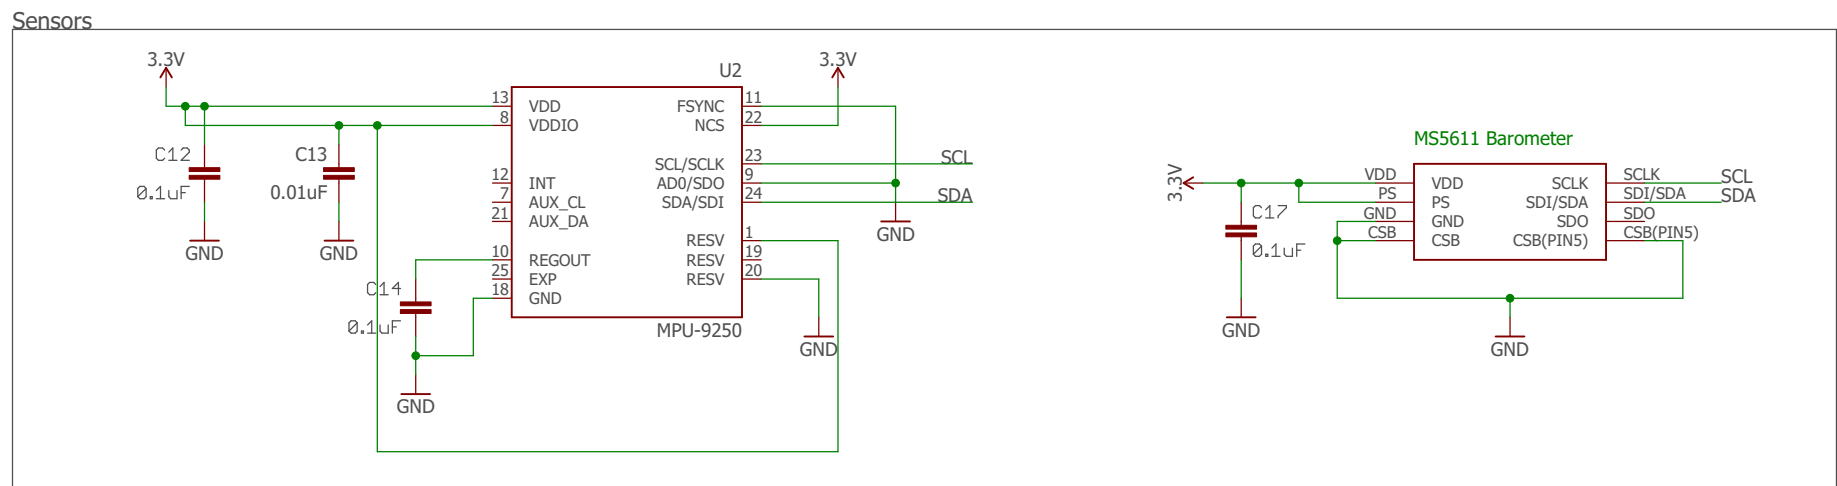 Sensors
3.3V
3.3V
U2
13 VDD FSYNC 11
8 VDDIO NCS 22
MS5611 Barometer
C12
C13
SCL/SCLK 23 SCL
0.1uF
0.01uF
12 INT AD0/SDO 9
7 AUX_CL SDA/SDI 24 SDA
21 AUX_DA
GND
GND
GND
RESV 1
10 REGOUT RESV 19
25 EXP RESV 20
18 GND
C14
0.1uF
MPU-9250
GND
GND
3.3V
VDD VDD SCLK SCLK SCL
PS PS SDI/SDA SDI/SDA SDA
GND GND SDO SDO
CSB CSB CSB(PIN5) CSB(PIN5)
C17
0.1uF
GND
GND